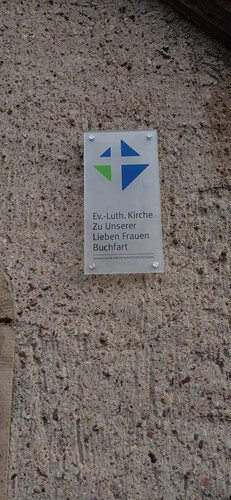 Ev.-Luth. Kirche
Zu Unserer
Lieben Frauen
Buchfart